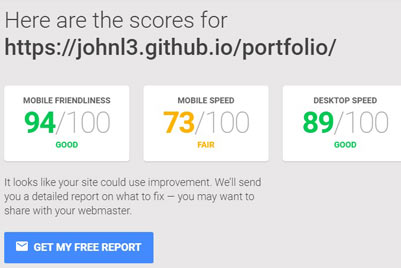 Here are the scores for
https://johnl3.github.io/portfolio/
MOBILE FRIENDLINESS
94/100
GOOD
MOBILE SPEED
73/100
FAIR
DESKTOP SPEED
89/100
GOOD
It looks like your site could use improvement. We'll send
you a detailed report on what to fix — you may want to
share with your webmaster.
GET MY FREE REPORT